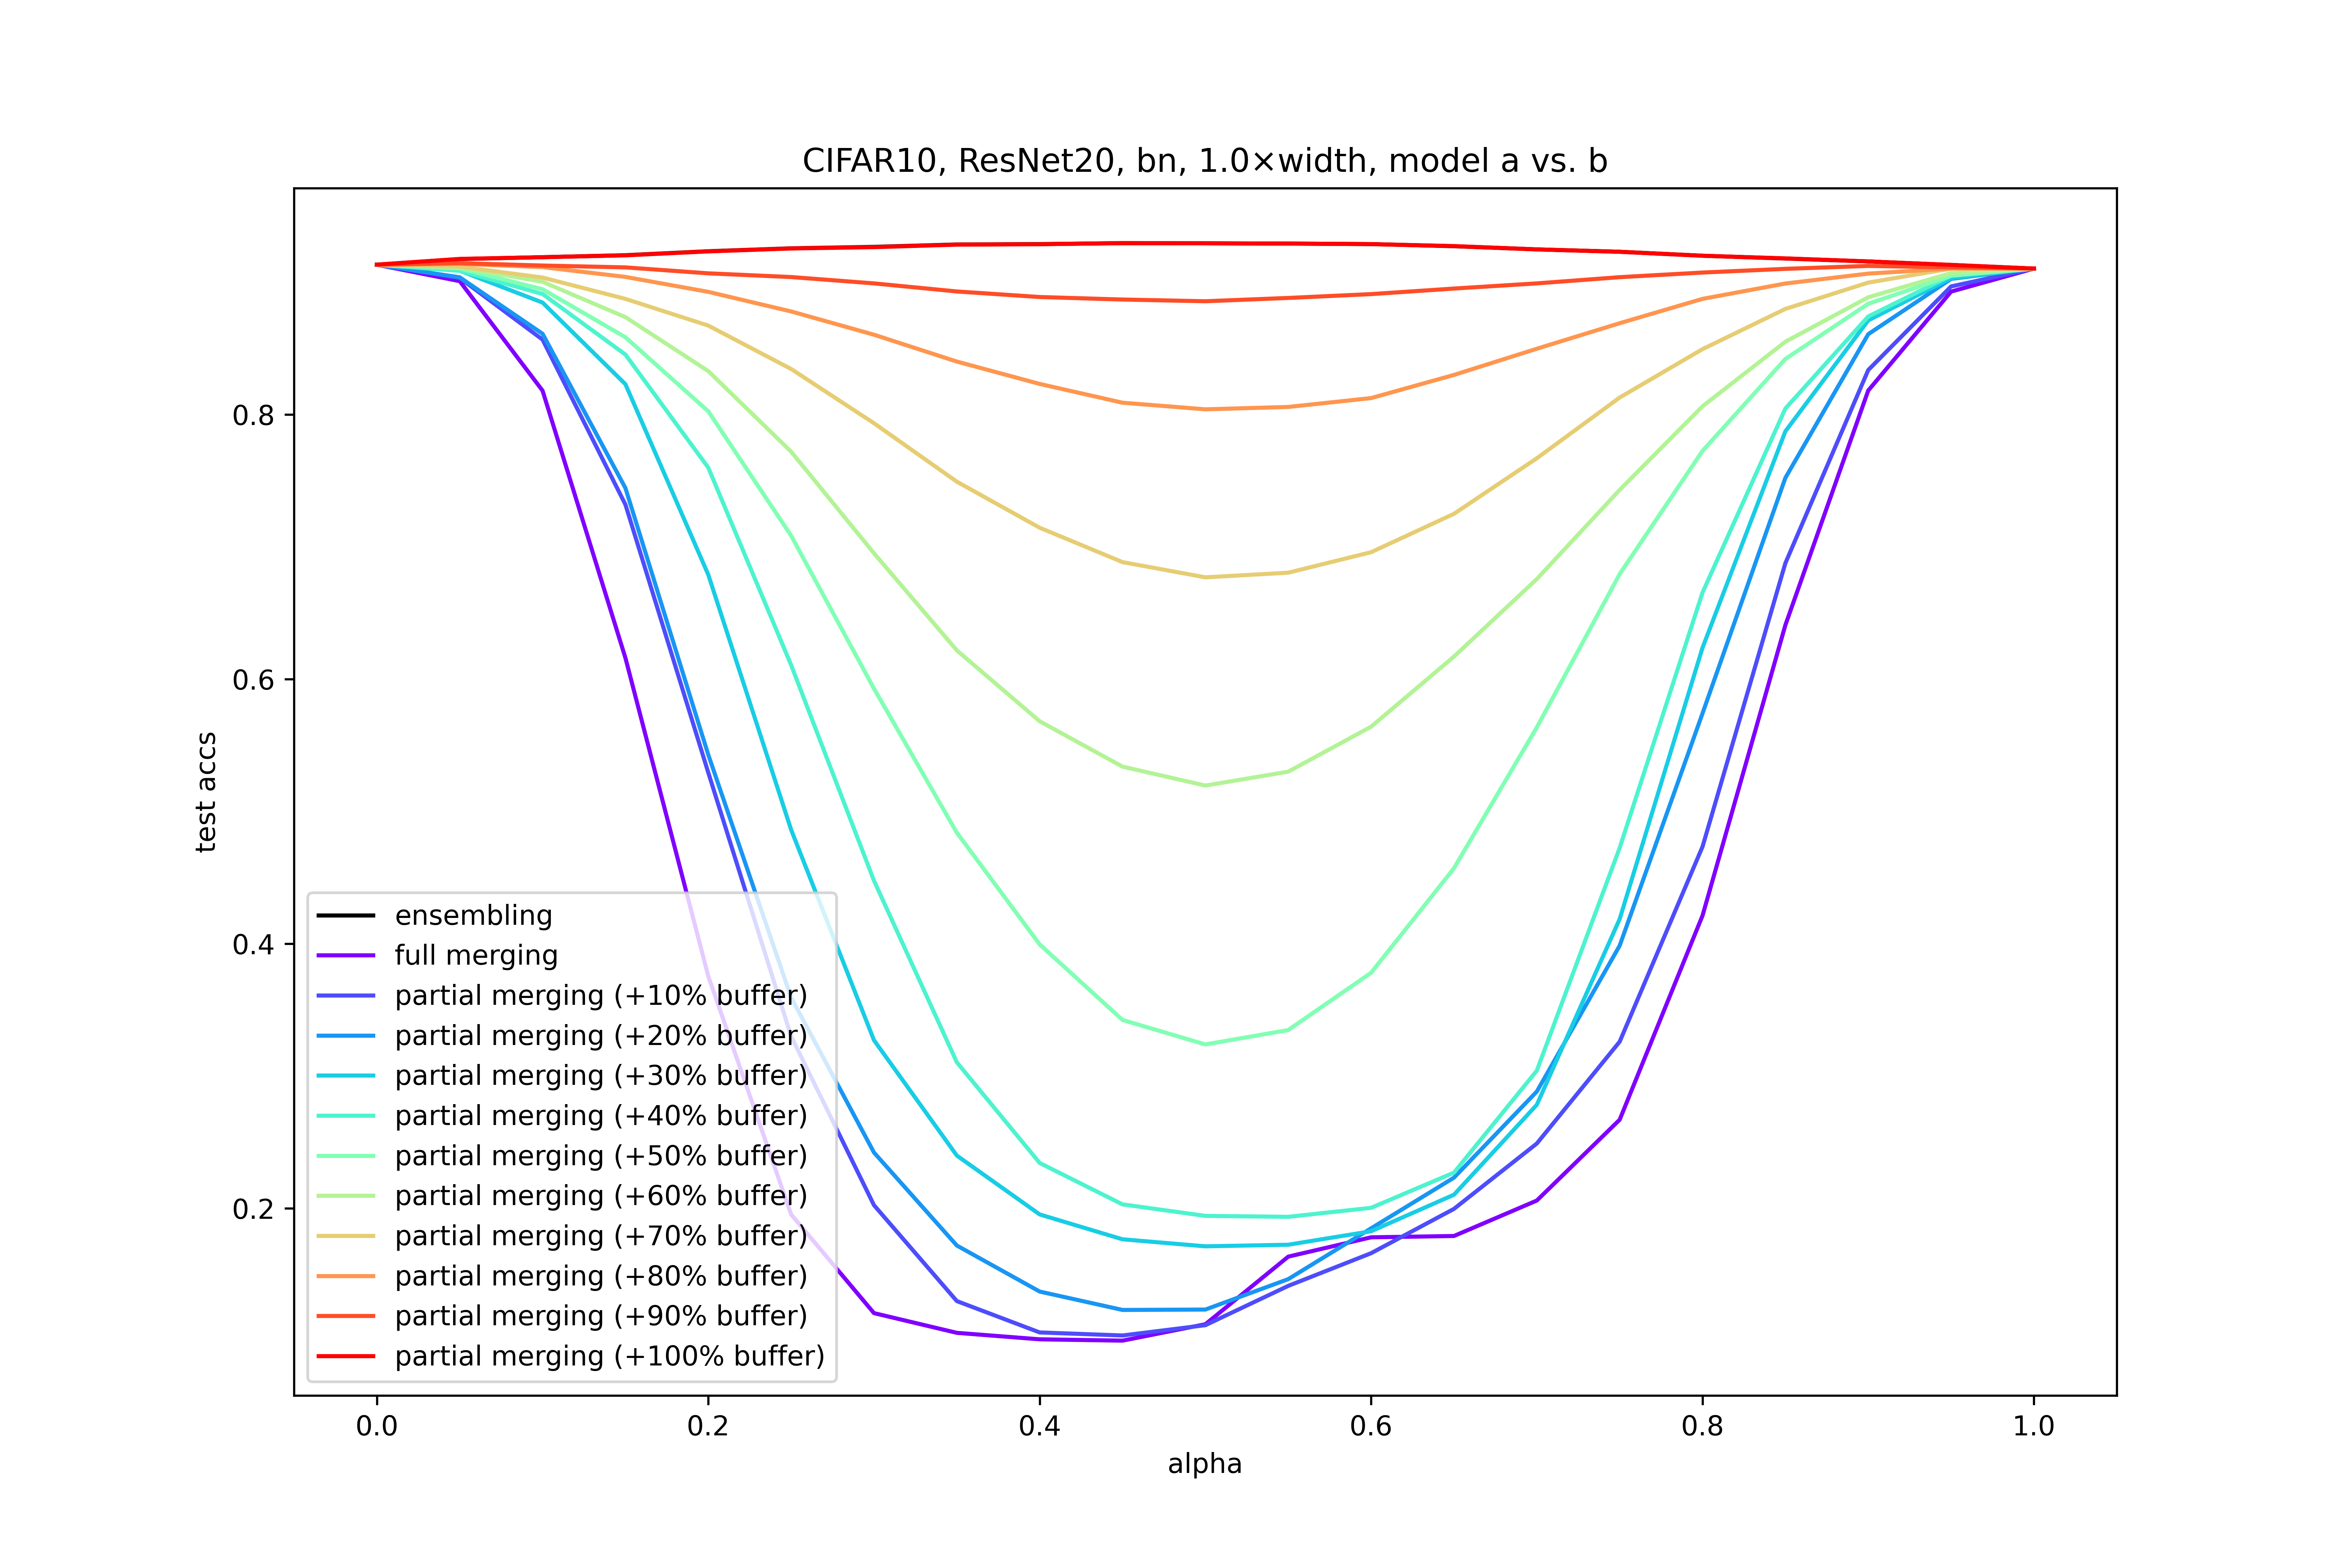 CIFAR10, ResNet20, bn, 1.0×width, model a vs. b
test accs
0.8
0.6
0.4
0.2
ensembling
full merging
partial merging (+10% buffer)
partial merging (+20% buffer)
partial merging (+30% buffer)
partial merging (+40% buffer)
partial merging (+50% buffer)
partial merging (+60% buffer)
partial merging (+70% buffer)
partial merging (+80% buffer)
partial merging (+90% buffer)
partial merging (+100% buffer)
0.0 0.2 0.4 0.6 0.8 1.0
alpha